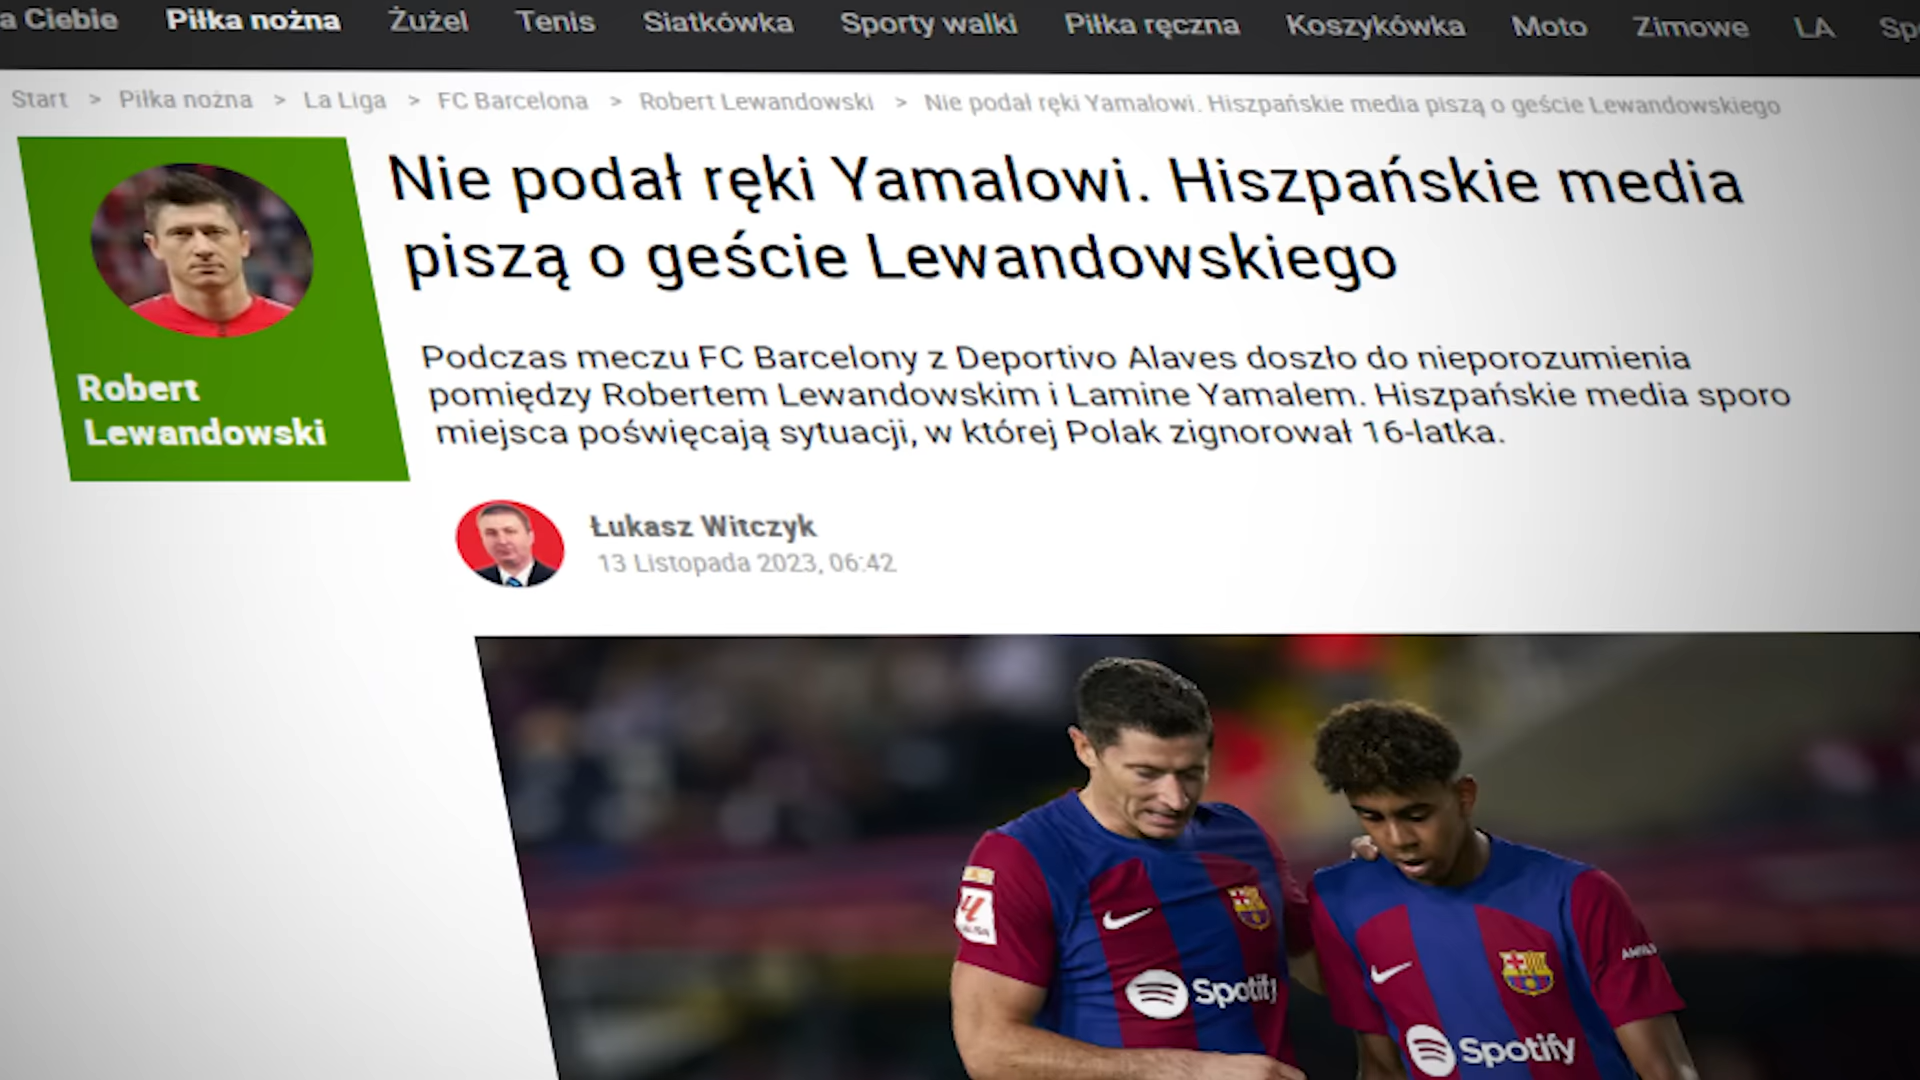 a Ciebie Piłka nożna Żużel Tenis Siatkówka Sporty walki Piłka ręczna Koszykówka Moto Zimowe LA
Start > Piłka nożna > La Liga > FC Barcelona > Robert Lewandowski > Nie podał ręki Yamalowi. Hiszpańskie media piszą o geście Lewandowskiego
Nie podał ręki Yamalowi. Hiszpańskie media
piszą o geście Lewandowskiego
Robert
Lewandowski
Podczas meczu FC Barcelony z Deportivo Alaves doszło do nieporozumienia
pomiędzy Robertem Lewandowskim i Lamine Yamalem. Hiszpańskie media sporo
miejsca poświęcają sytuacji, w której Polak zignorował 16-latka.
Łukasz Witczyk
13 Listopada 2023, 06:42
Spotify
Spotify